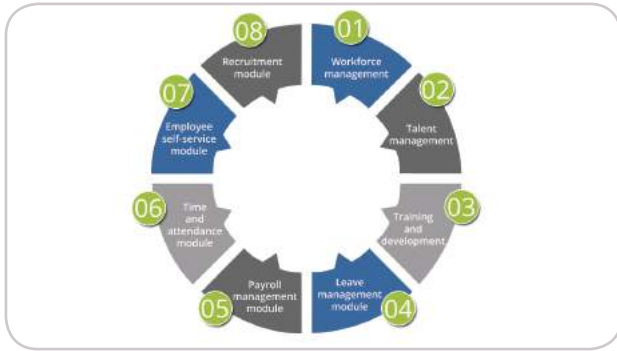 01
Workforce
management
02
Talent
management
03
Training
and
development
04
Leave
management
module
05
Payroll
management
module
06
Time
and
attendance
module
07
Employee
self-service
module
08
Recruitment
module